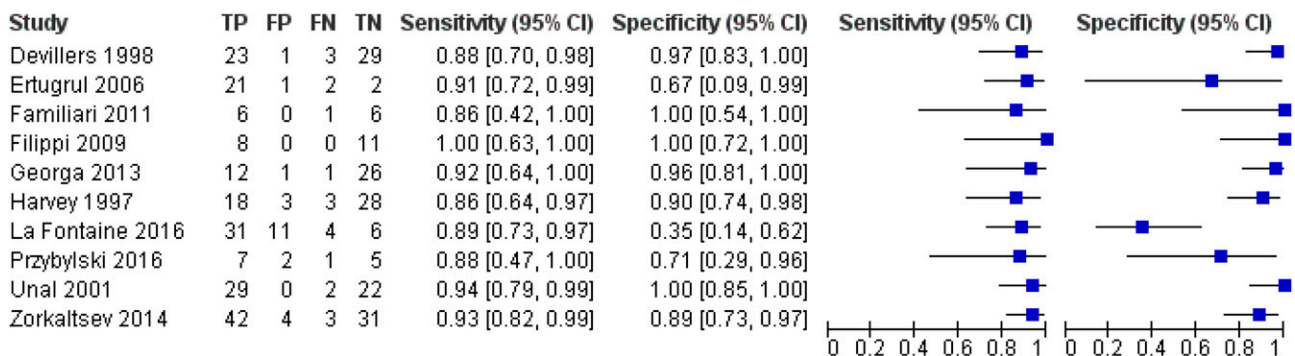 Study TP FP FN TN Sensitivity (95% CI) Specificity (95% CI) Sensitivity (95% CI) Specificity (95% CI)
Devillers 1998 23 1 3 29 0.88 [0.70, 0.98] 0.97 [0.83, 1.00]
Ertugrul 2006 21 1 2 2 0.91 [0.72, 0.99] 0.67 [0.09, 0.99]
Familiari 2011 6 0 1 6 0.86 [0.42, 1.00] 1.00 [0.54, 1.00]
Filippi 2009 8 0 0 11 1.00 [0.63, 1.00] 1.00 [0.72, 1.00]
Georga 2013 12 1 1 26 0.92 [0.64, 1.00] 0.96 [0.81, 1.00]
Harvey 1997 18 3 3 28 0.86 [0.64, 0.97] 0.90 [0.74, 0.98]
La Fontaine 2016 31 11 4 6 0.89 [0.73, 0.97] 0.35 [0.14, 0.62]
Przybylski 2016 7 2 1 5 0.88 [0.47, 1.00] 0.71 [0.29, 0.96]
Unal 2001 29 0 2 22 0.94 [0.79, 0.99] 1.00 [0.85, 1.00]
Zorkaltsev 2014 42 4 3 31 0.93 [0.82, 0.99] 0.89 [0.73, 0.97]
0 0.2 0.4 0.6 0.8 1 0 0.2 0.4 0.6 0.8 1